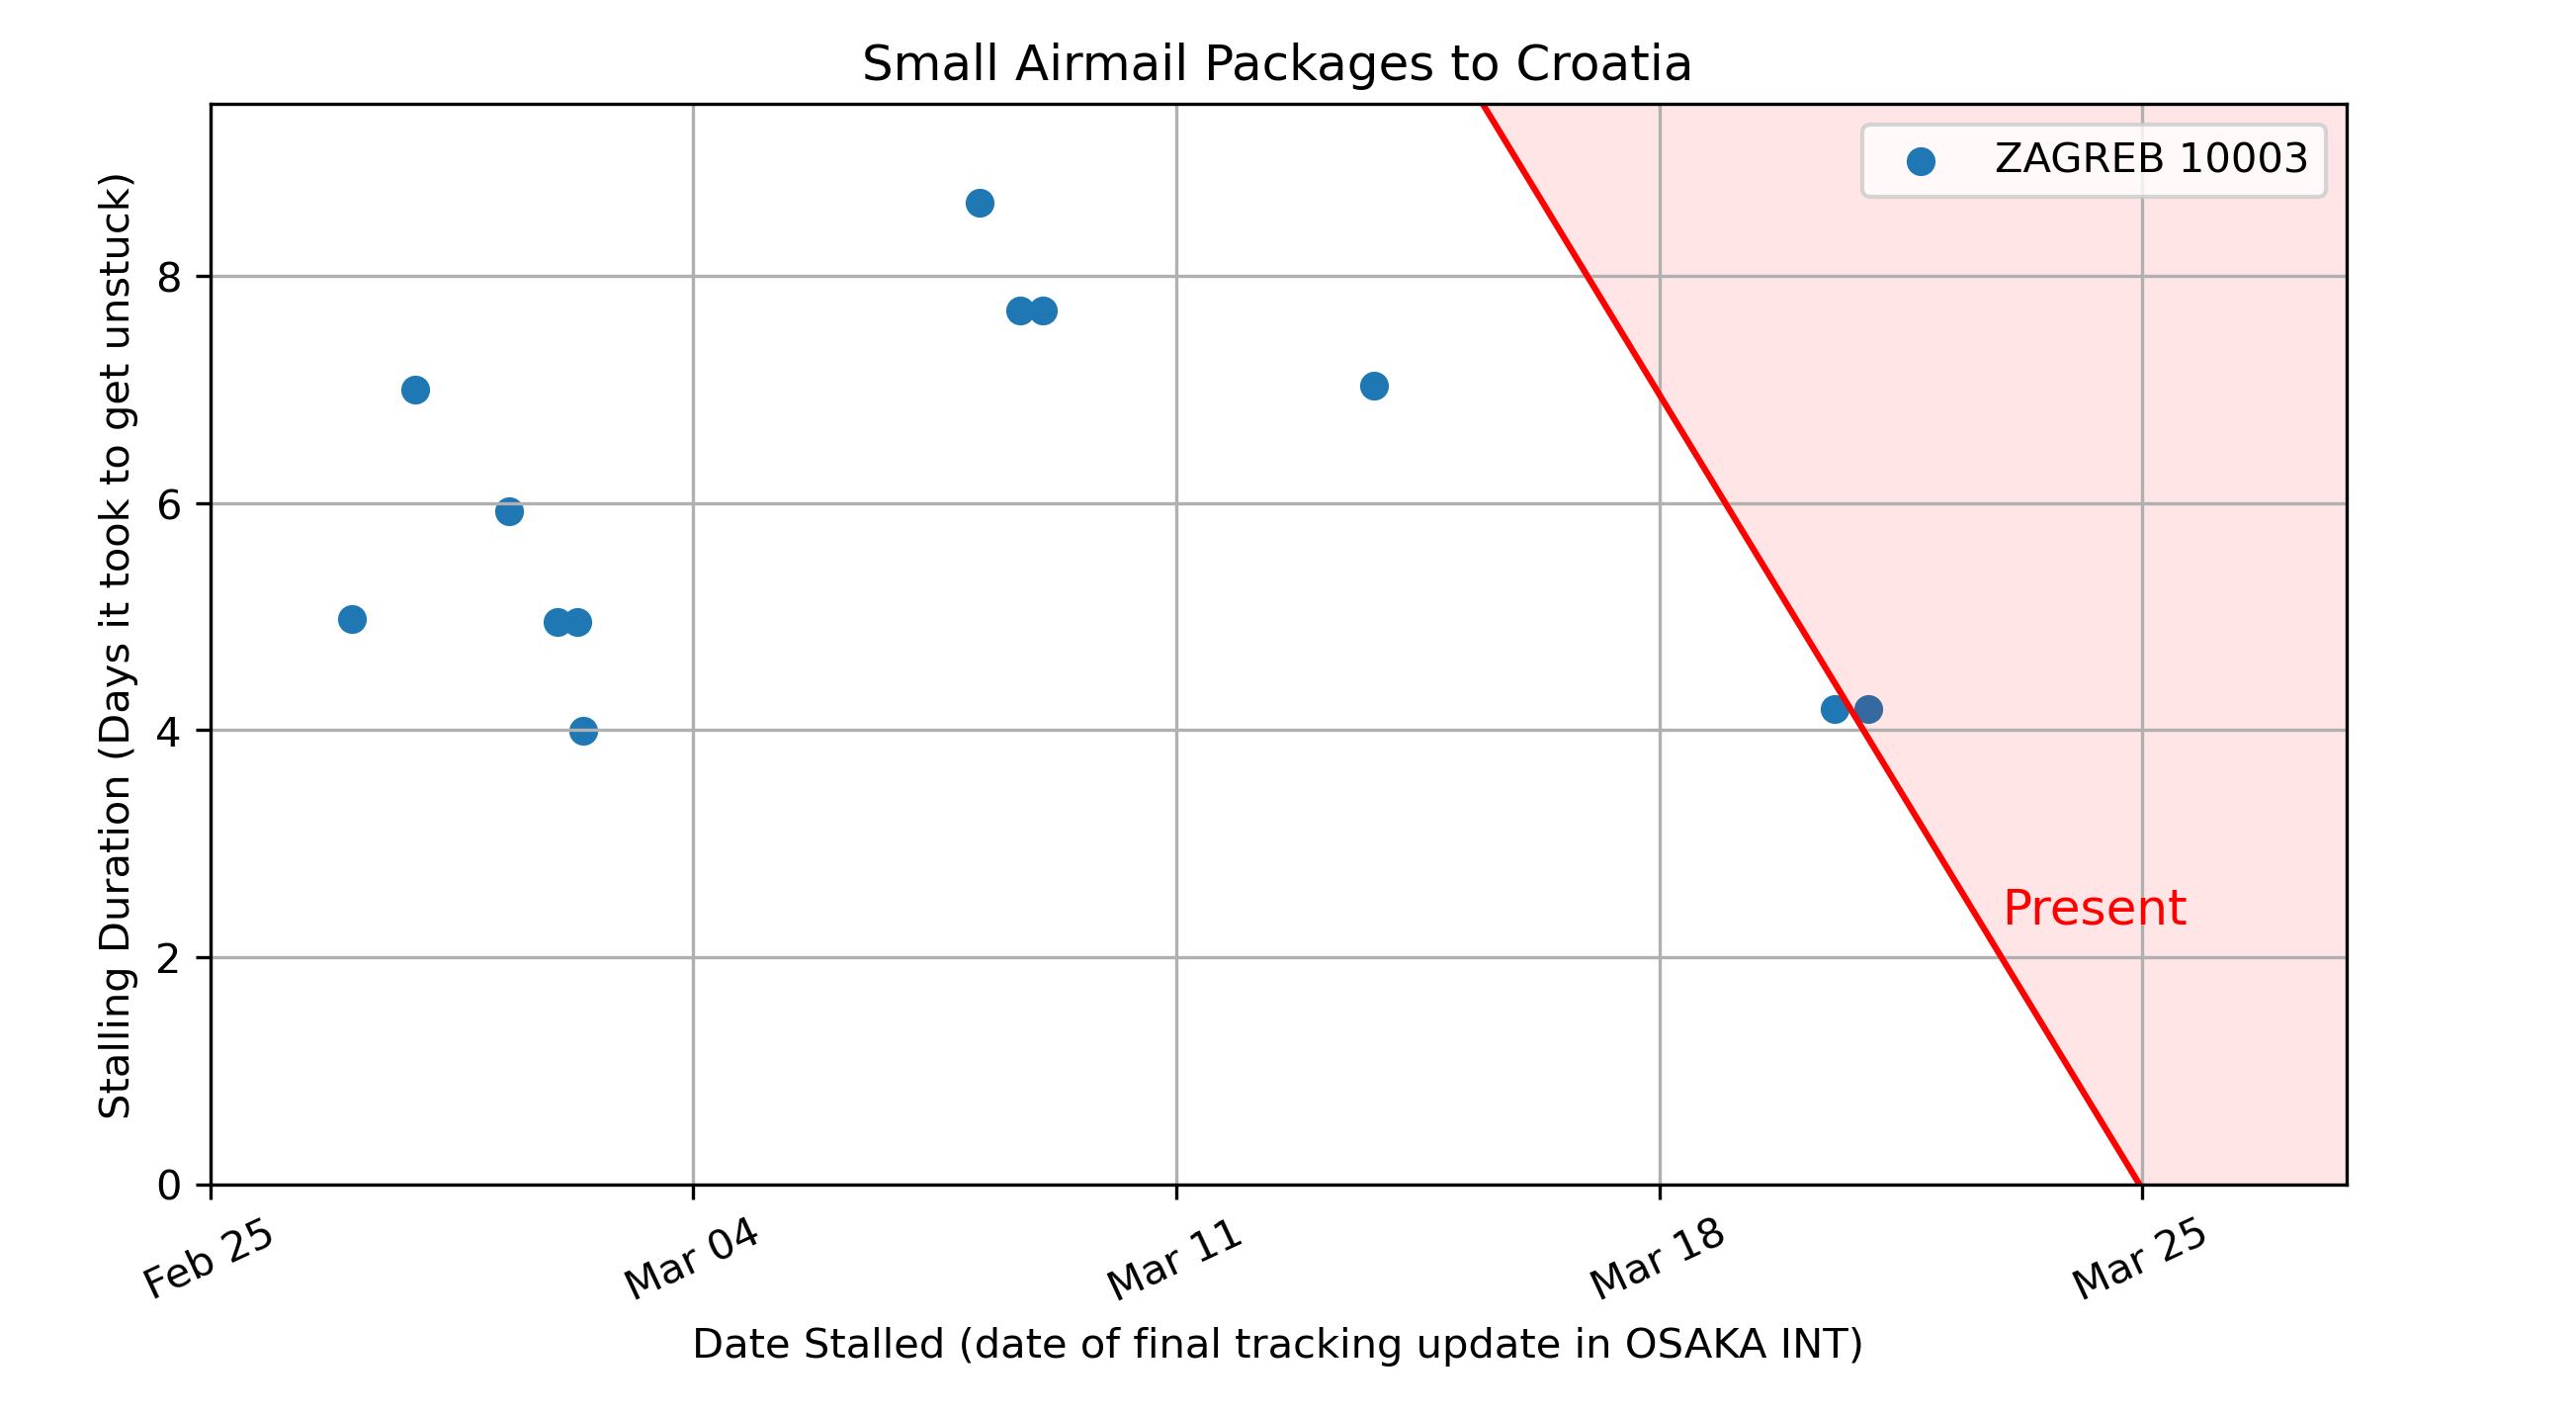 Small Airmail Packages to Croatia
ZAGREB 10003
Stalling Duration (Days it took to get unstuck)
8
6
4
2
0
Present
Feb 25
Mar 04
Mar 11
Mar 18
Mar 25
Date Stalled (date of final tracking update in OSAKA INT)